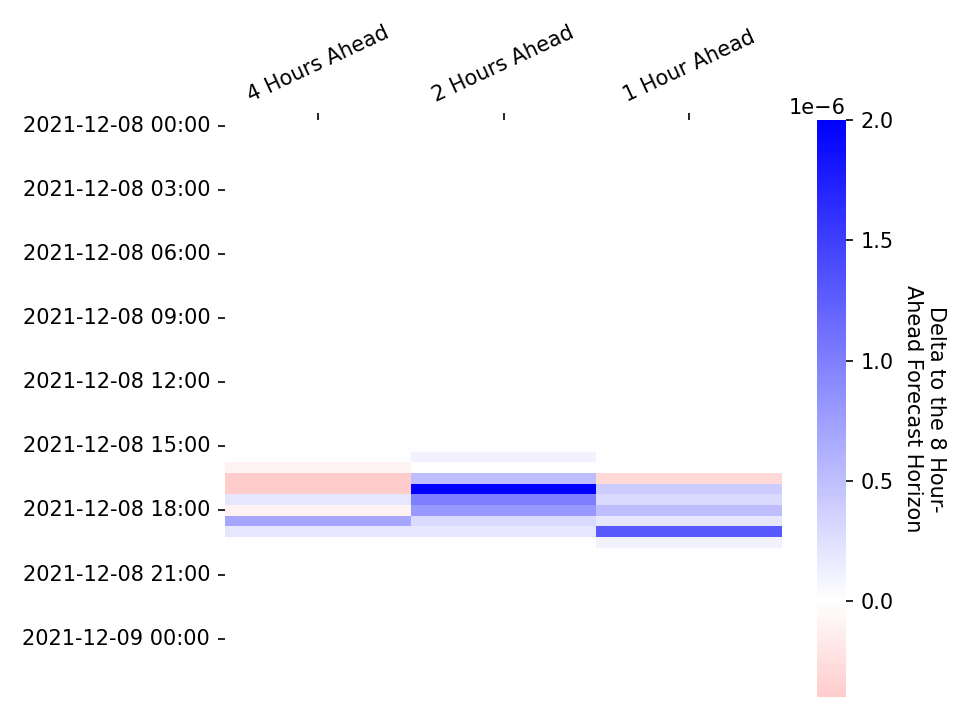 4 Hours Ahead
2 Hours Ahead
1 Hour Ahead
1e−6
2021-12-08 00:00
2021-12-08 03:00
2021-12-08 06:00
2021-12-08 09:00
2021-12-08 12:00
2021-12-08 15:00
2021-12-08 18:00
2021-12-08 21:00
2021-12-09 00:00
2.0
1.5
1.0
0.5
0.0
Delta to the 8 Hour-
Ahead Forecast Horizon